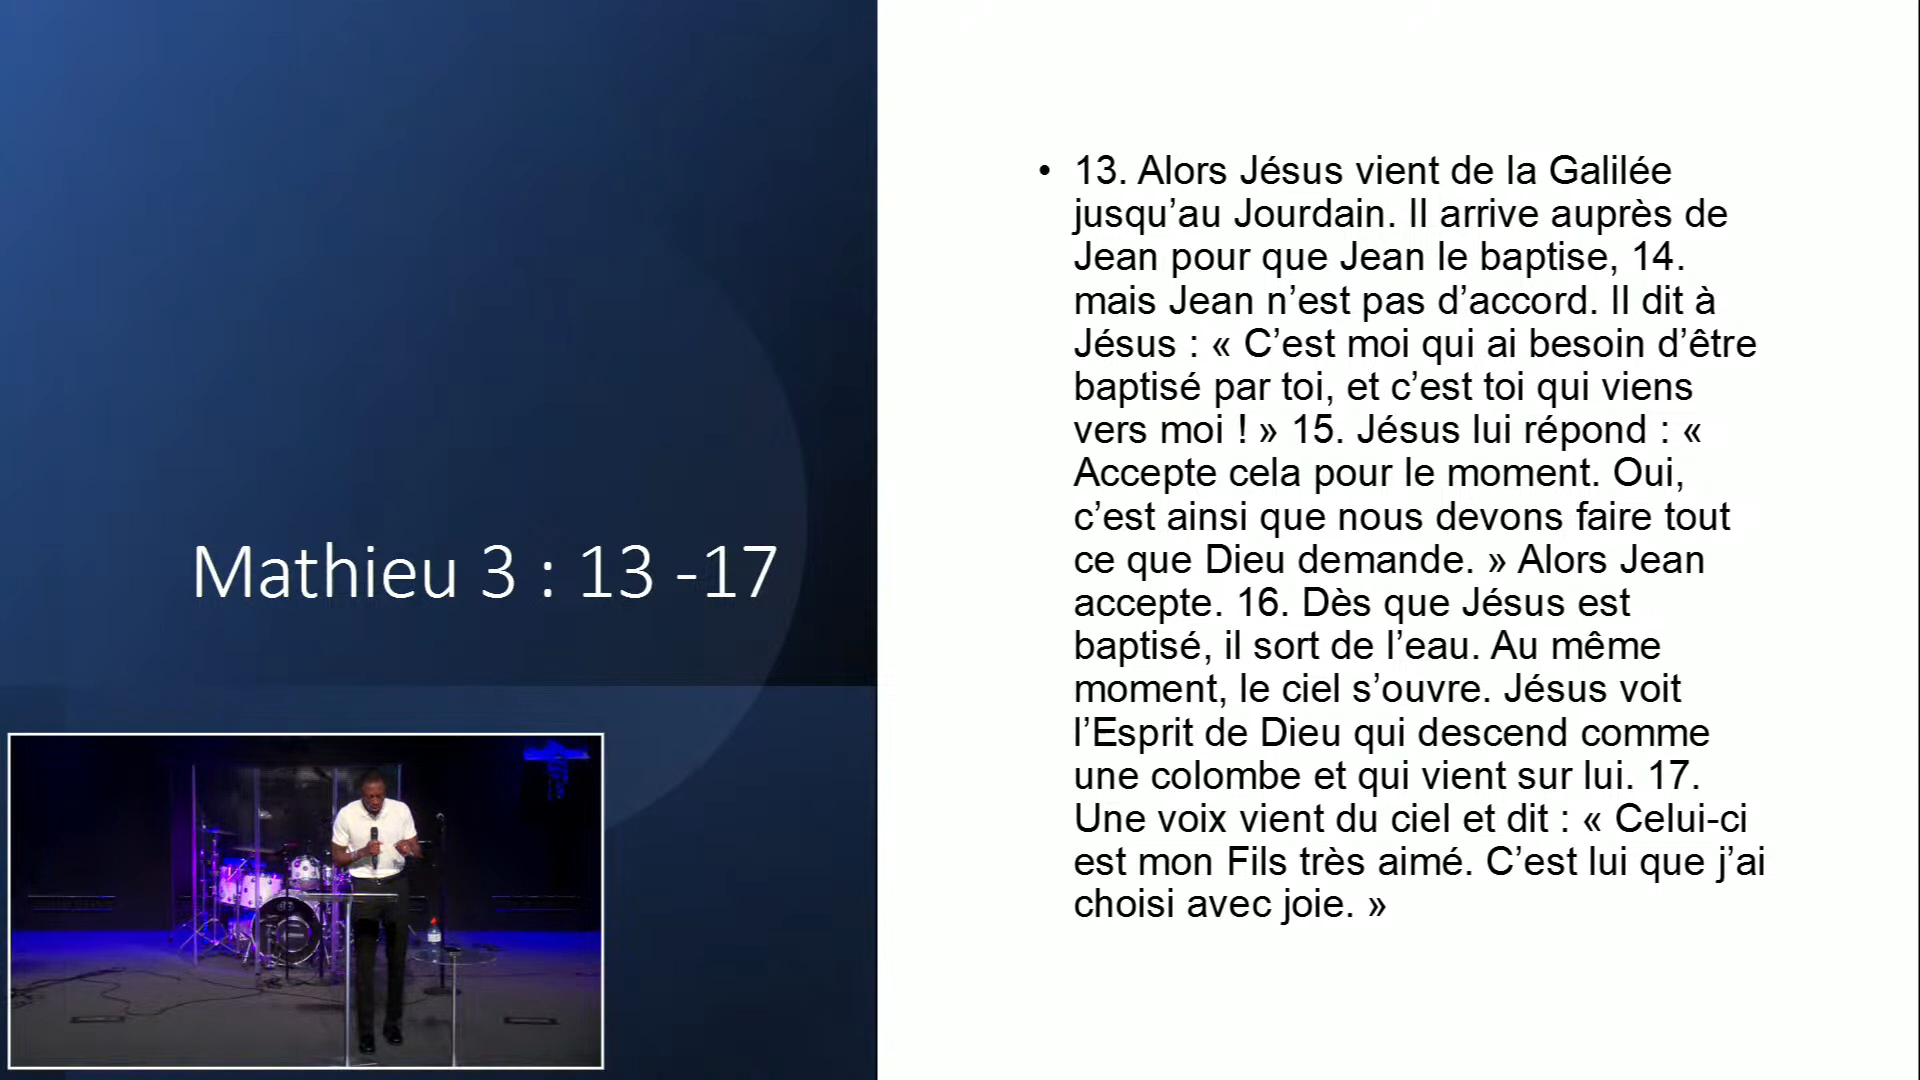 Mathieu 3 : 13 -17
• 13. Alors Jésus vient de la Galilée
jusqu’au Jourdain. Il arrive auprès de
Jean pour que Jean le baptise, 14.
mais Jean n’est pas d’accord. Il dit à
Jésus : « C’est moi qui ai besoin d’être
baptisé par toi, et c’est toi qui viens
vers moi ! » 15. Jésus lui répond : «
Accepte cela pour le moment. Oui,
c’est ainsi que nous devons faire tout
ce que Dieu demande. » Alors Jean
accepte. 16. Dès que Jésus est
baptisé, il sort de l’eau. Au même
moment, le ciel s’ouvre. Jésus voit
l’Esprit de Dieu qui descend comme
une colombe et qui vient sur lui. 17.
Une voix vient du ciel et dit : « Celui-ci
est mon Fils très aimé. C’est lui que j’ai
choisi avec joie. »